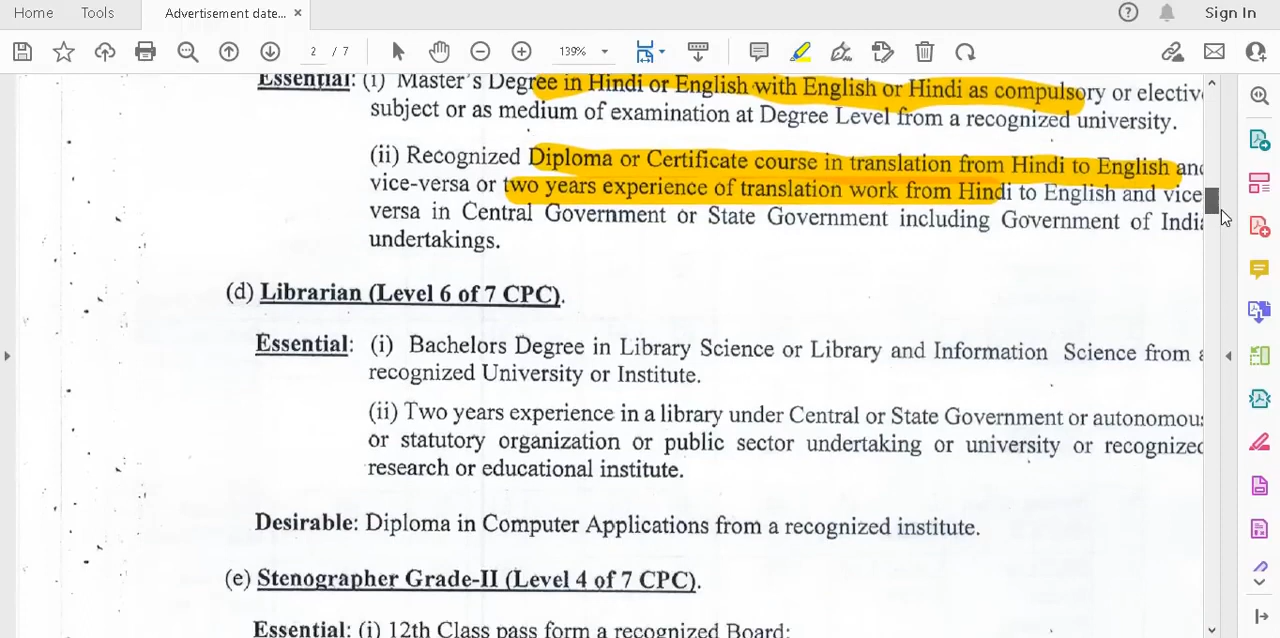 Home Tools Advertisement date... × Sign In
2 / 7 139%
Essential: (i) Master's Degree in Hindi or English with English or Hindi as compulsory or electiv
subject or as medium of examination at Degree Level from a recognized university.
(ii) Recognized Diploma or Certificate course in translation from Hindi to English and
vice-versa or two years experience of translation work from Hindi to English and vice
versa in Central Government or State Government including Government of India
undertakings.
(d) Librarian (Level 6 of 7 CPC).
Essential: (i) Bachelors Degree in Library Science or Library and Information Science from a
recognized University or Institute.
(ii) Two years experience in a library under Central or State Government or autonomous
or statutory organization or public sector undertaking or university or recognized
research or educational institute.
Desirable: Diploma in Computer Applications from a recognized institute.
(e) Stenographer Grade-II (Level 4 of 7 CPC).
Essential: (i) 12th Class pass form a recognized Board;